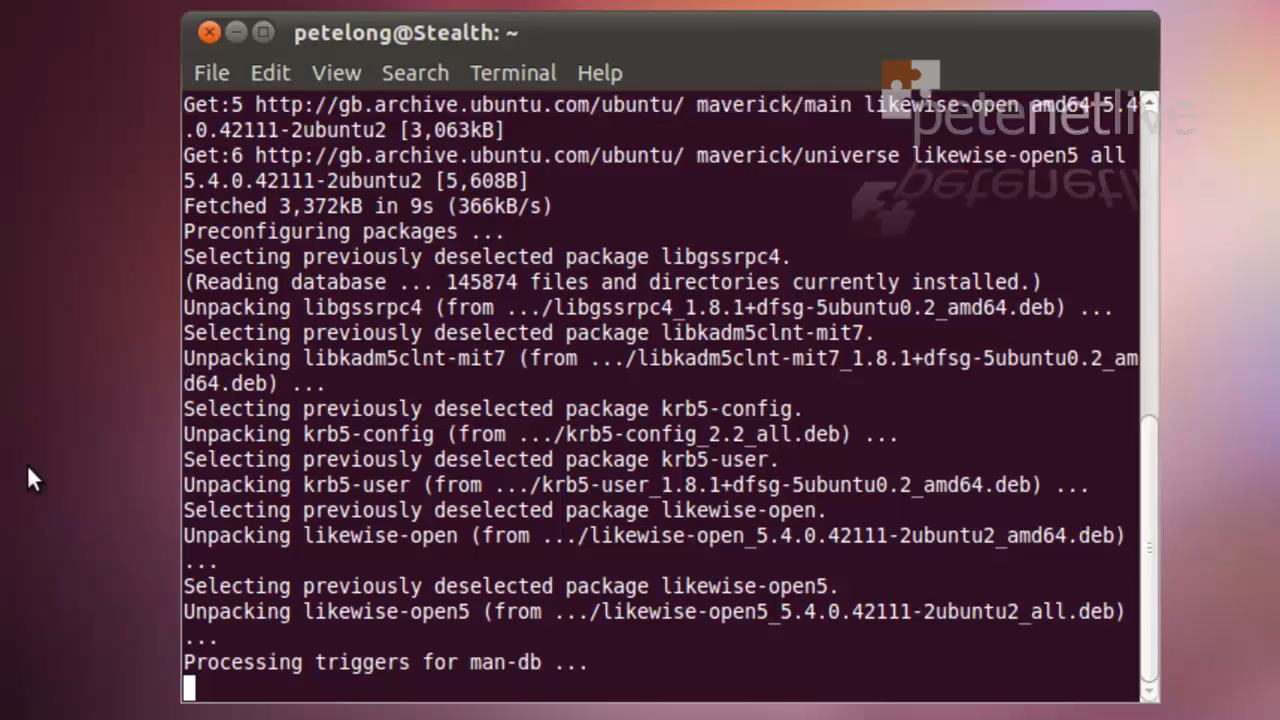 petelong@Stealth: ~
File Edit View Search Terminal Help
petenetlive
Get:5 http://gb.archive.ubuntu.com/ubuntu/ maverick/main likewise-open amd64 5.4
.0.42111-2ubuntu2 [3,063kB]
Get:6 http://gb.archive.ubuntu.com/ubuntu/ maverick/universe likewise-open5 all
5.4.0.42111-2ubuntu2 [5,608B]
Fetched 3,372kB in 9s (366kB/s)
Preconfiguring packages ...
Selecting previously deselected package libgssrpc4.
(Reading database ... 145874 files and directories currently installed.)
Unpacking libgssrpc4 (from .../libgssrpc4_1.8.1+dfsg-5ubuntu0.2_amd64.deb) ...
Selecting previously deselected package libkadm5clnt-mit7.
Unpacking libkadm5clnt-mit7 (from .../libkadm5clnt-mit7_1.8.1+dfsg-5ubuntu0.2_am
d64.deb) ...
Selecting previously deselected package krb5-config.
Unpacking krb5-config (from .../krb5-config_2.2_all.deb) ...
Selecting previously deselected package krb5-user.
Unpacking krb5-user (from .../krb5-user_1.8.1+dfsg-5ubuntu0.2_amd64.deb) ...
Selecting previously deselected package likewise-open.
Unpacking likewise-open (from .../likewise-open_5.4.0.42111-2ubuntu2_amd64.deb)
...
Selecting previously deselected package likewise-open5.
Unpacking likewise-open5 (from .../likewise-open5_5.4.0.42111-2ubuntu2_all.deb)
...
Processing triggers for man-db ...